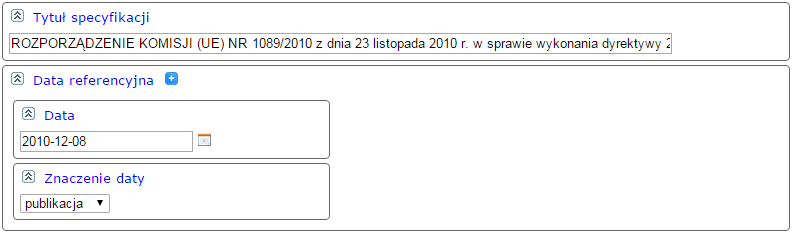 Tytuł specyfikacji
ROZPORZĄDZENIE KOMISJI (UE) NR 1089/2010 z dnia 23 listopada 2010 r. w sprawie wykonania dyrektywy 2
Data referencyjna
Data
2010-12-08
Znaczenie daty
publikacja